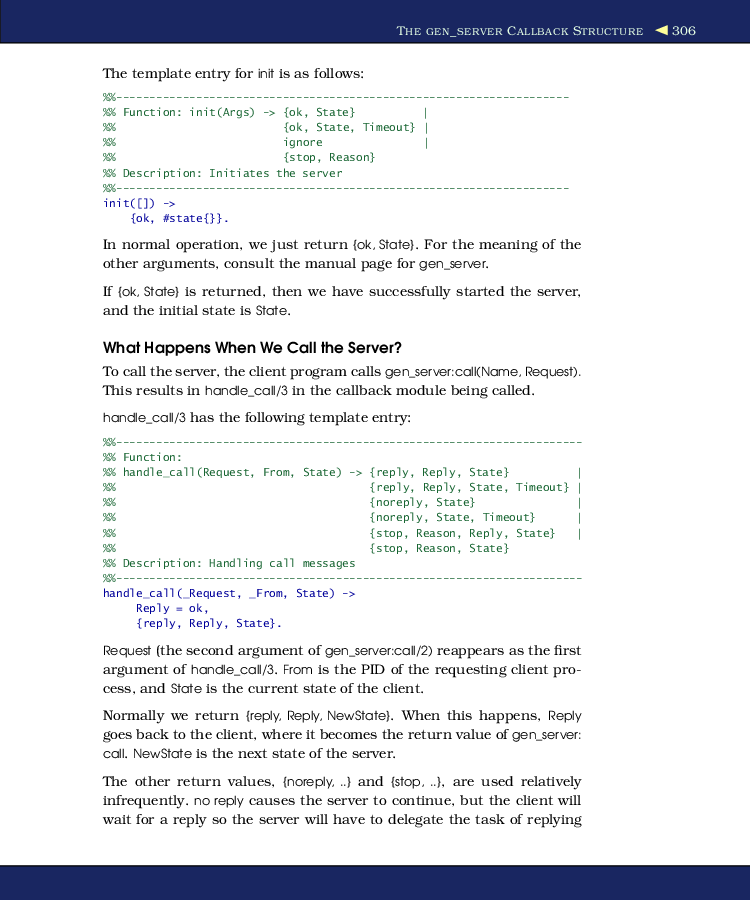 THE GEN_SERVER CALLBACK STRUCTURE ◀ 306
The template entry for init is as follows:
%%--------------------------------------------------------------------
%% Function: init(Args) -> {ok, State}          |
%%                         {ok, State, Timeout} |
%%                         ignore               |
%%                         {stop, Reason}
%% Description: Initiates the server
%%--------------------------------------------------------------------
init([]) ->
    {ok, #state{}}.
In normal operation, we just return {ok, State}. For the meaning of the
other arguments, consult the manual page for gen_server.
If {ok, State} is returned, then we have successfully started the server,
and the initial state is State.
What Happens When We Call the Server?
To call the server, the client program calls gen_server:call(Name, Request).
This results in handle_call/3 in the callback module being called.
handle_call/3 has the following template entry:
%%----------------------------------------------------------------------
%% Function:
%% handle_call(Request, From, State) -> {reply, Reply, State}          |
%%                                      {reply, Reply, State, Timeout} |
%%                                      {noreply, State}               |
%%                                      {noreply, State, Timeout}      |
%%                                      {stop, Reason, Reply, State}   |
%%                                      {stop, Reason, State}
%% Description: Handling call messages
%%----------------------------------------------------------------------
handle_call(_Request, _From, State) ->
     Reply = ok,
     {reply, Reply, State}.
Request (the second argument of gen_server:call/2) reappears as the first
argument of handle_call/3. From is the PID of the requesting client pro-
cess, and State is the current state of the client.
Normally we return {reply, Reply, NewState}. When this happens, Reply
goes back to the client, where it becomes the return value of gen_server:
call. NewState is the next state of the server.
The other return values, {noreply, ..} and {stop, ..}, are used relatively
infrequently. no reply causes the server to continue, but the client will
wait for a reply so the server will have to delegate the task of replying